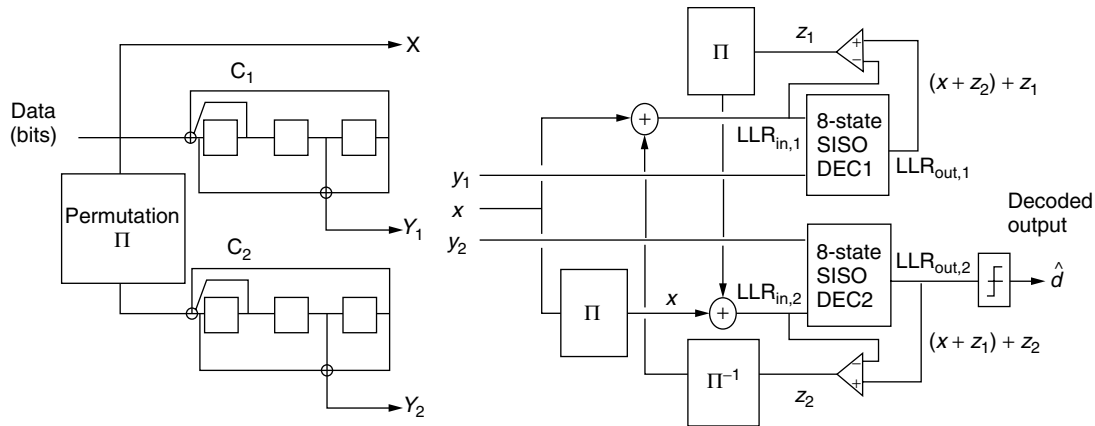 X
C₁
Data
(bits)
Permutation
Π
Y₁
C₂
Y₂
Π
z₁
+
−
(x + z₂) + z₁
+
LLRin,1
8-state
SISO
DEC1
LLRout,1
y₁
x
y₂
Decoded
output
8-state
SISO
DEC2
LLRout,2
d̂
Π
x
+
LLRin,2
(x + z₁) + z₂
Π⁻¹
z₂
−
+